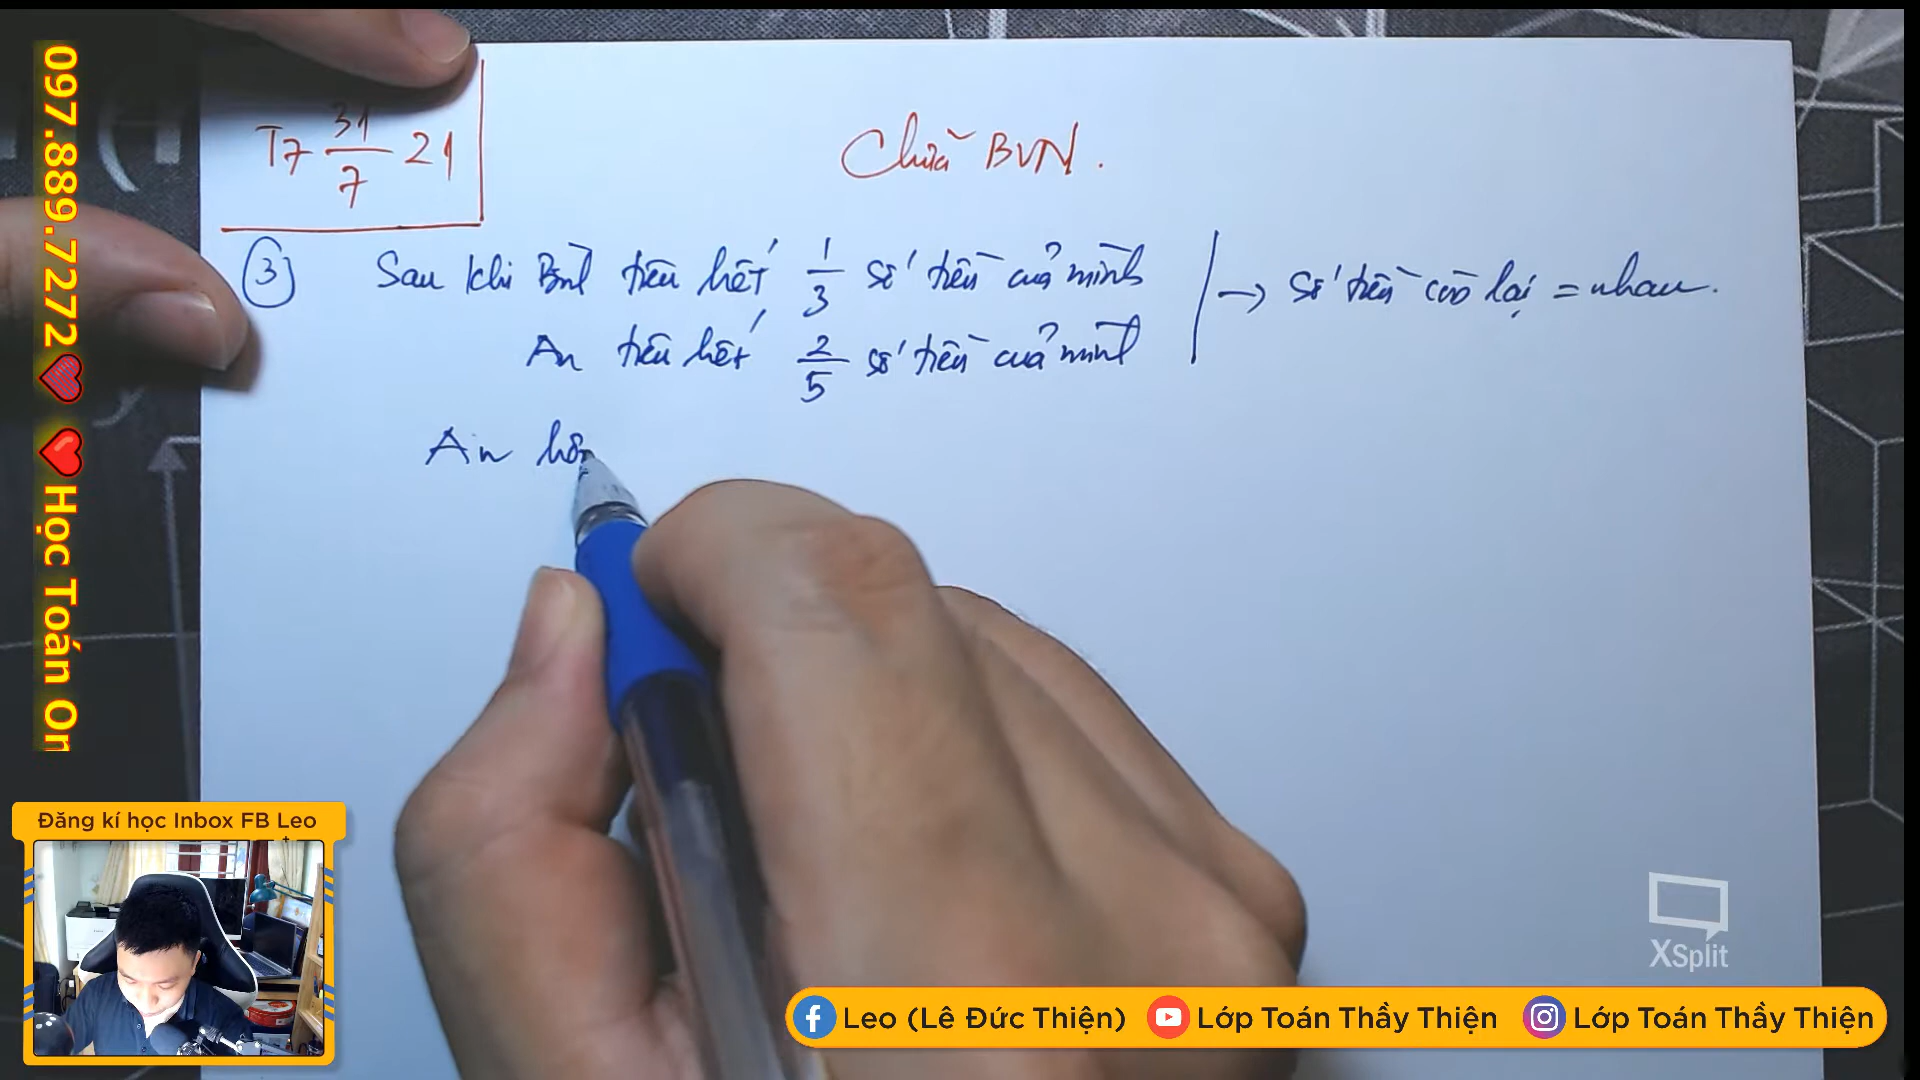 097.889.7272❤️ ❤️Học Toán On
T7 31/7 21
Chữa BVN.
③ Sau khi Bình tiêu hết 1/3 số tiền của mình
An tiêu hết 2/5 số tiền của mình
→ số tiền còn lại = nhau.
An
Đăng kí học Inbox FB Leo
XSplit
Leo (Lê Đức Thiện) Lớp Toán Thầy Thiện Lớp Toán Thầy Thiện